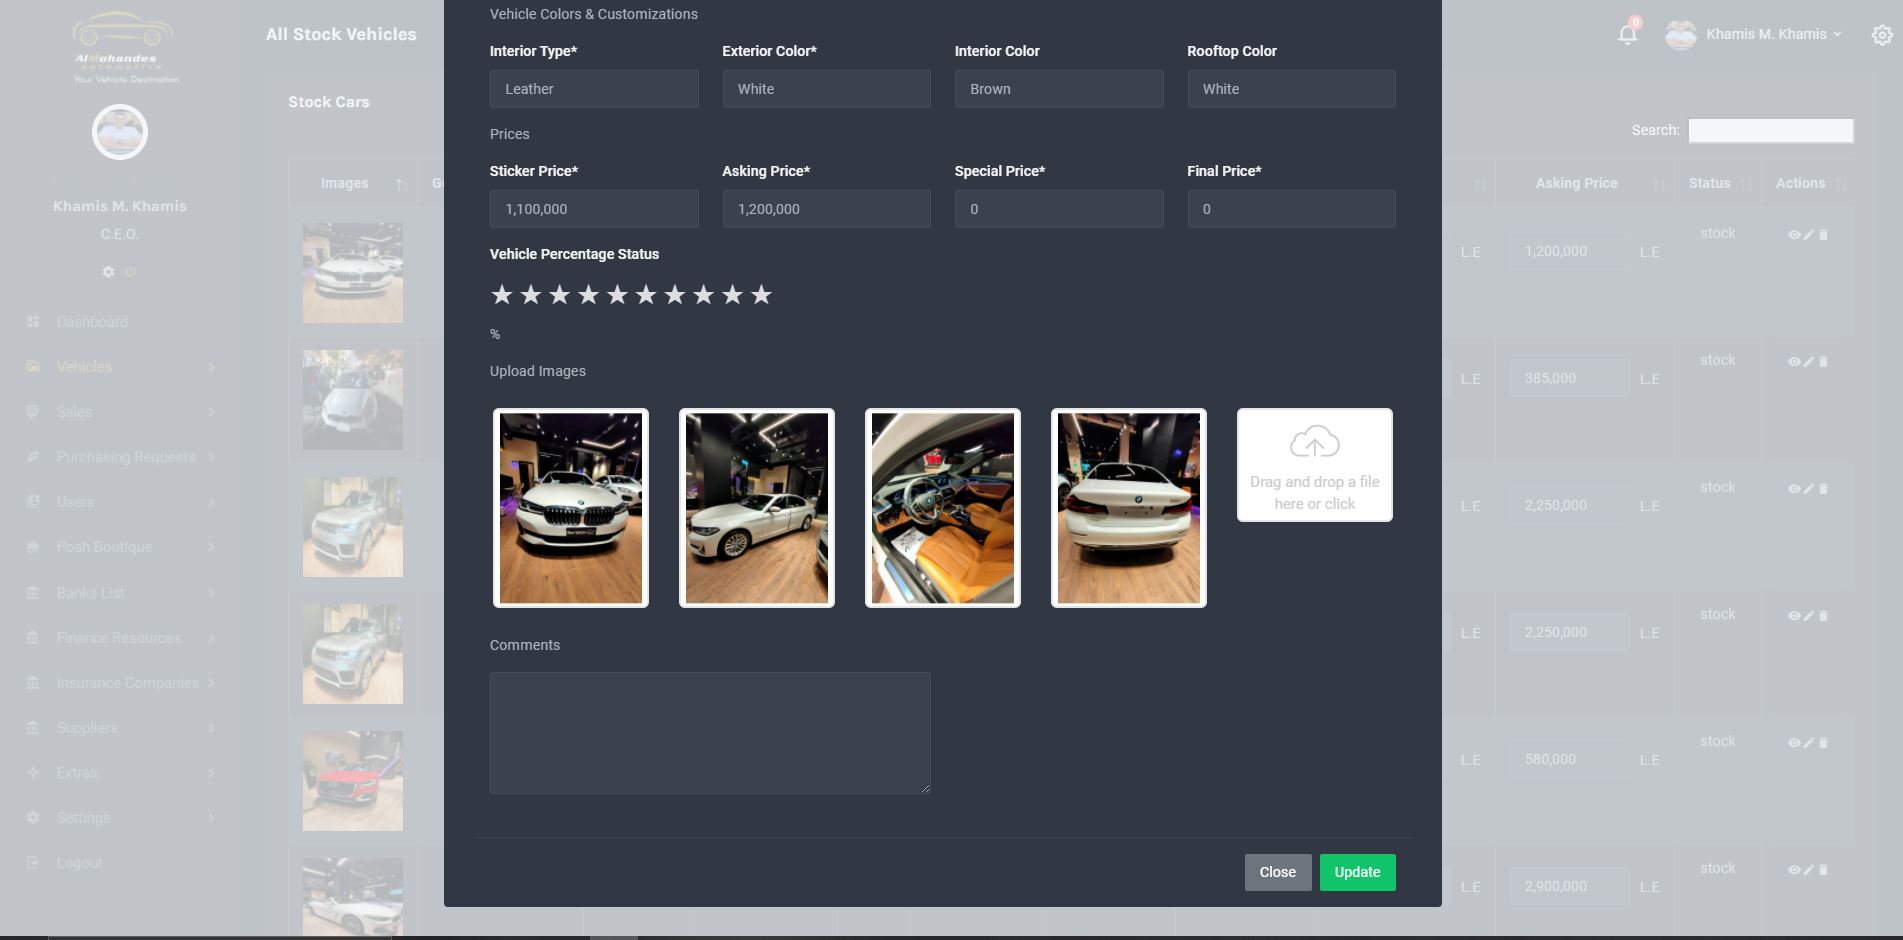 AlMohandes
automotive
Your Vehicle Destination
All Stock Vehicles
0
Khamis M. Khamis
Khamis M. Khamis
C.E.O.
Dashboard
Vehicles
Sales
Purchasing Requests
Users
Posh Boutique
Banks List
Finance Resources
Insurance Companies
Suppliers
Extras
Settings
Logout
Stock Cars
Search:
Images
Asking Price
Status
Actions
L.E
1,200,000
L.E
stock
385,000
L.E
stock
L.E
2,250,000
L.E
stock
L.E
2,250,000
L.E
stock
L.E
580,000
L.E
stock
L.E
2,900,000
L.E
stock
Vehicle Colors & Customizations
Interior Type*
Exterior Color*
Interior Color
Rooftop Color
Leather
White
Brown
White
Prices
Sticker Price*
Asking Price*
Special Price*
Final Price*
1,100,000
1,200,000
0
0
Vehicle Percentage Status
%
Upload Images
Drag and drop a file
here or click
Comments
Close
Update